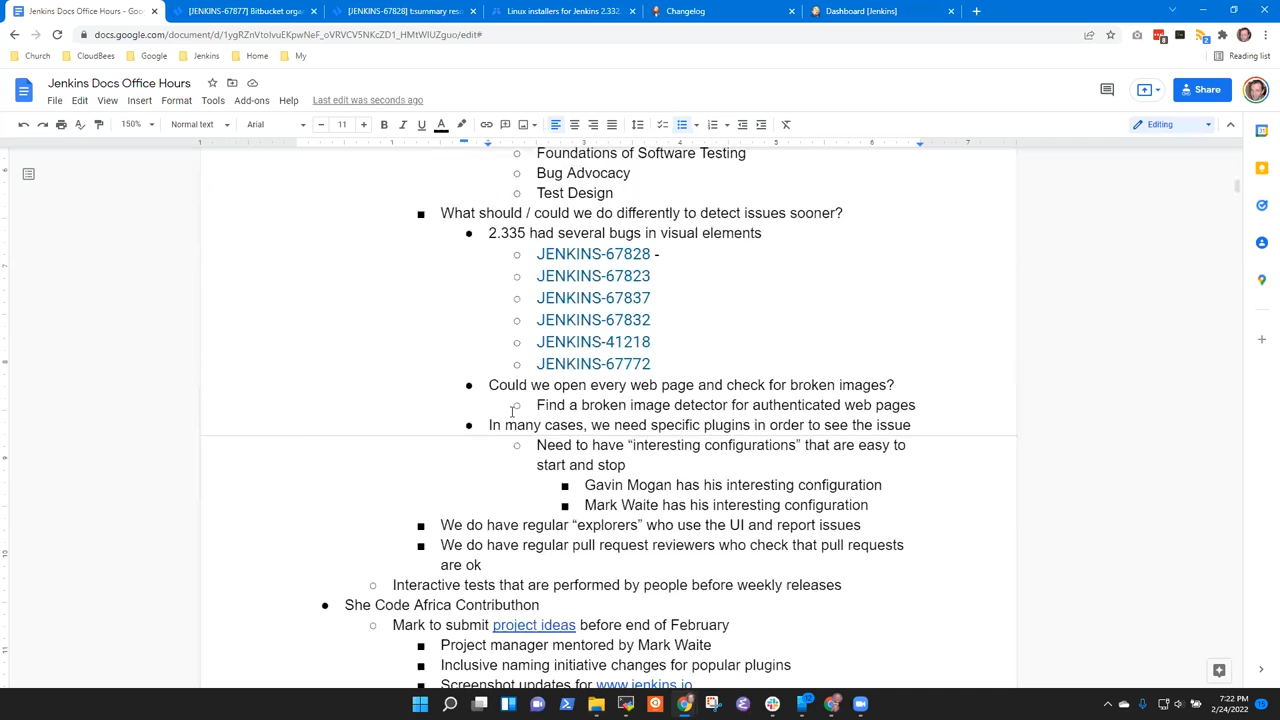 Jenkins Docs Office Hours - Goo
[JENKINS-67877] Bitbucket orga
[JENKINS-67828] t:summary reso
Linux installers for Jenkins 2.332.
Changelog
Dashboard [Jenkins]
docs.google.com/document/d/1ygRZnVtoIvuEKpwNeF_oVRVCV5NKcZD1_HMtWlUZguo/edit#
Church
CloudBees
Google
Jenkins
Home
My
Reading list
Jenkins Docs Office Hours
File Edit View Insert Format Tools Add-ons Help Last edit was seconds ago
Share
150% Normal text Arial 11
Editing
Foundations of Software Testing
Bug Advocacy
Test Design
What should / could we do differently to detect issues sooner?
2.335 had several bugs in visual elements
JENKINS-67828 -
JENKINS-67823
JENKINS-67837
JENKINS-67832
JENKINS-41218
JENKINS-67772
Could we open every web page and check for broken images?
Find a broken image detector for authenticated web pages
In many cases, we need specific plugins in order to see the issue
Need to have “interesting configurations” that are easy to
start and stop
Gavin Mogan has his interesting configuration
Mark Waite has his interesting configuration
We do have regular “explorers” who use the UI and report issues
We do have regular pull request reviewers who check that pull requests
are ok
Interactive tests that are performed by people before weekly releases
She Code Africa Contributhon
Mark to submit project ideas before end of February
Project manager mentored by Mark Waite
Inclusive naming initiative changes for popular plugins
Screenshot updates for www.jenkins.io
7:22 PM
2/24/2022